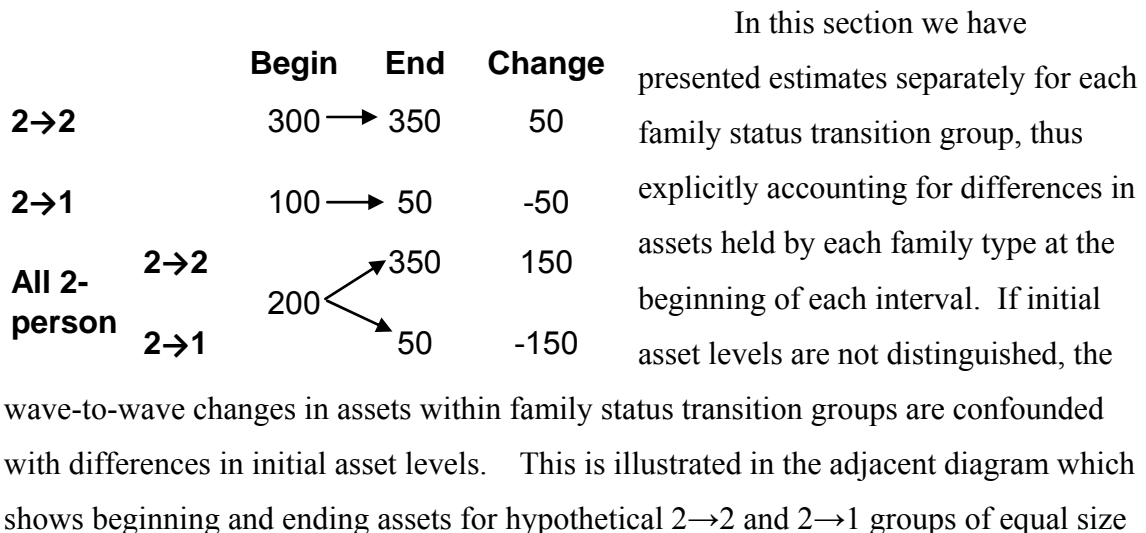 Begin End Change
2→2 300 350 50
2→1 100 50 -50
All 2-person
2→2 350 150
200
2→1 50 -150
In this section we have
presented estimates separately for each
family status transition group, thus
explicitly accounting for differences in
assets held by each family type at the
beginning of each interval. If initial
asset levels are not distinguished, the
wave-to-wave changes in assets within family status transition groups are confounded
with differences in initial asset levels. This is illustrated in the adjacent diagram which
shows beginning and ending assets for hypothetical 2→2 and 2→1 groups of equal size